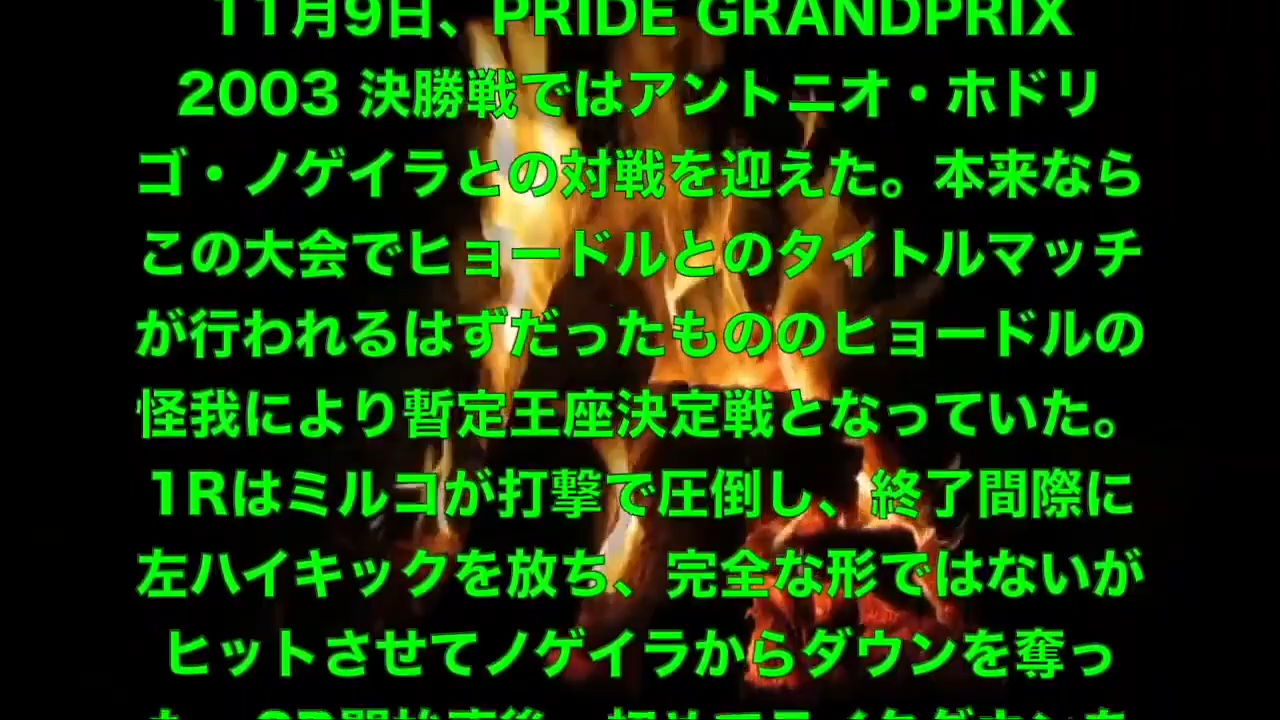 11月9日、PRIDE GRANDPRIX
2003 決勝戦ではアントニオ・ホドリ
ゴ・ノゲイラとの対戦を迎えた。本来なら
この大会でヒョードルとのタイトルマッチ
が行われるはずだったもののヒョードルの
怪我により暫定王座決定戦となっていた。
1Rはミルコが打撃で圧倒し、終了間際に
左ハイキックを放ち、完全な形ではないが
ヒットさせてノゲイラからダウンを奪っ